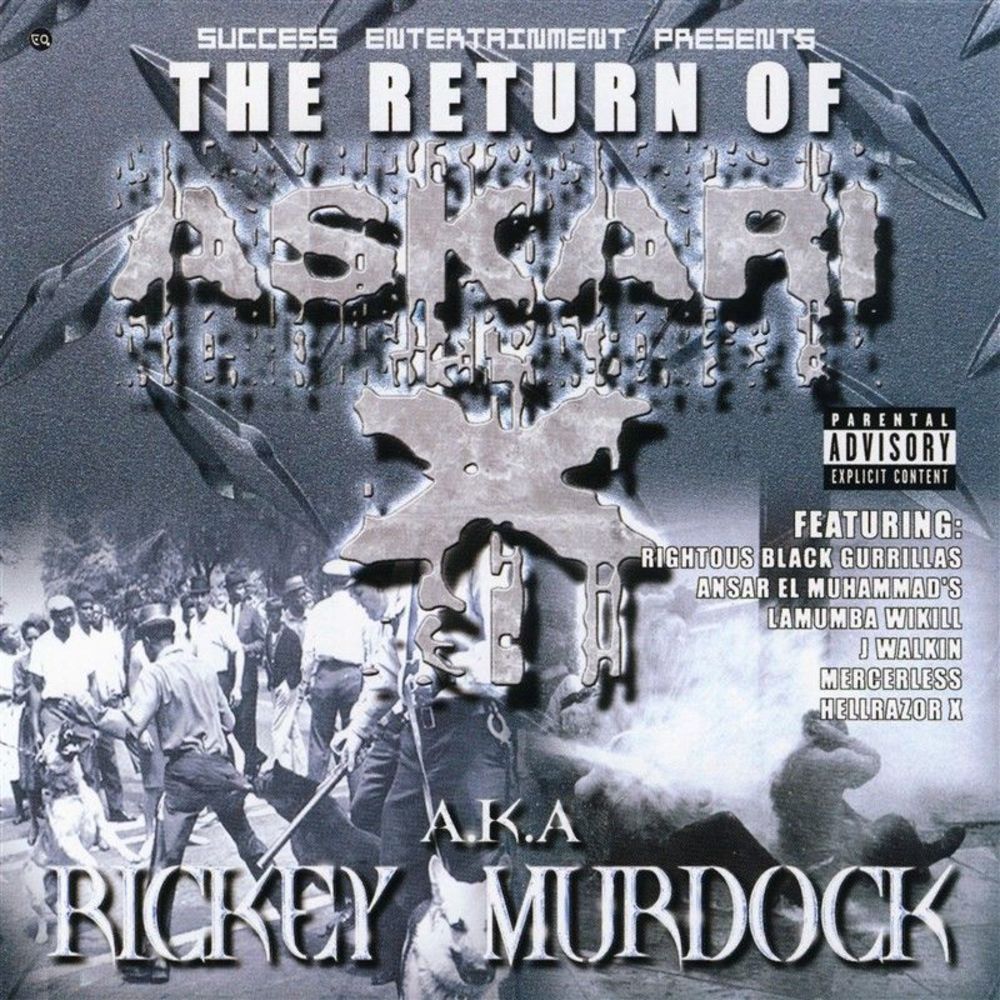 EQ
SUCCESS ENTERTAINMENT PRESENTS
THE RETURN OF
ASKARI
X
PARENTAL
ADVISORY
EXPLICIT CONTENT
FEATURING:
RIGHTOUS BLACK GURRILLAS
ANSAR EL MUHAMMAD'S
LAMUMBA WIKILL
J WALKIN
MERCERLESS
HELLRAZOR X
A.K.A
RICKEY MURDOCK